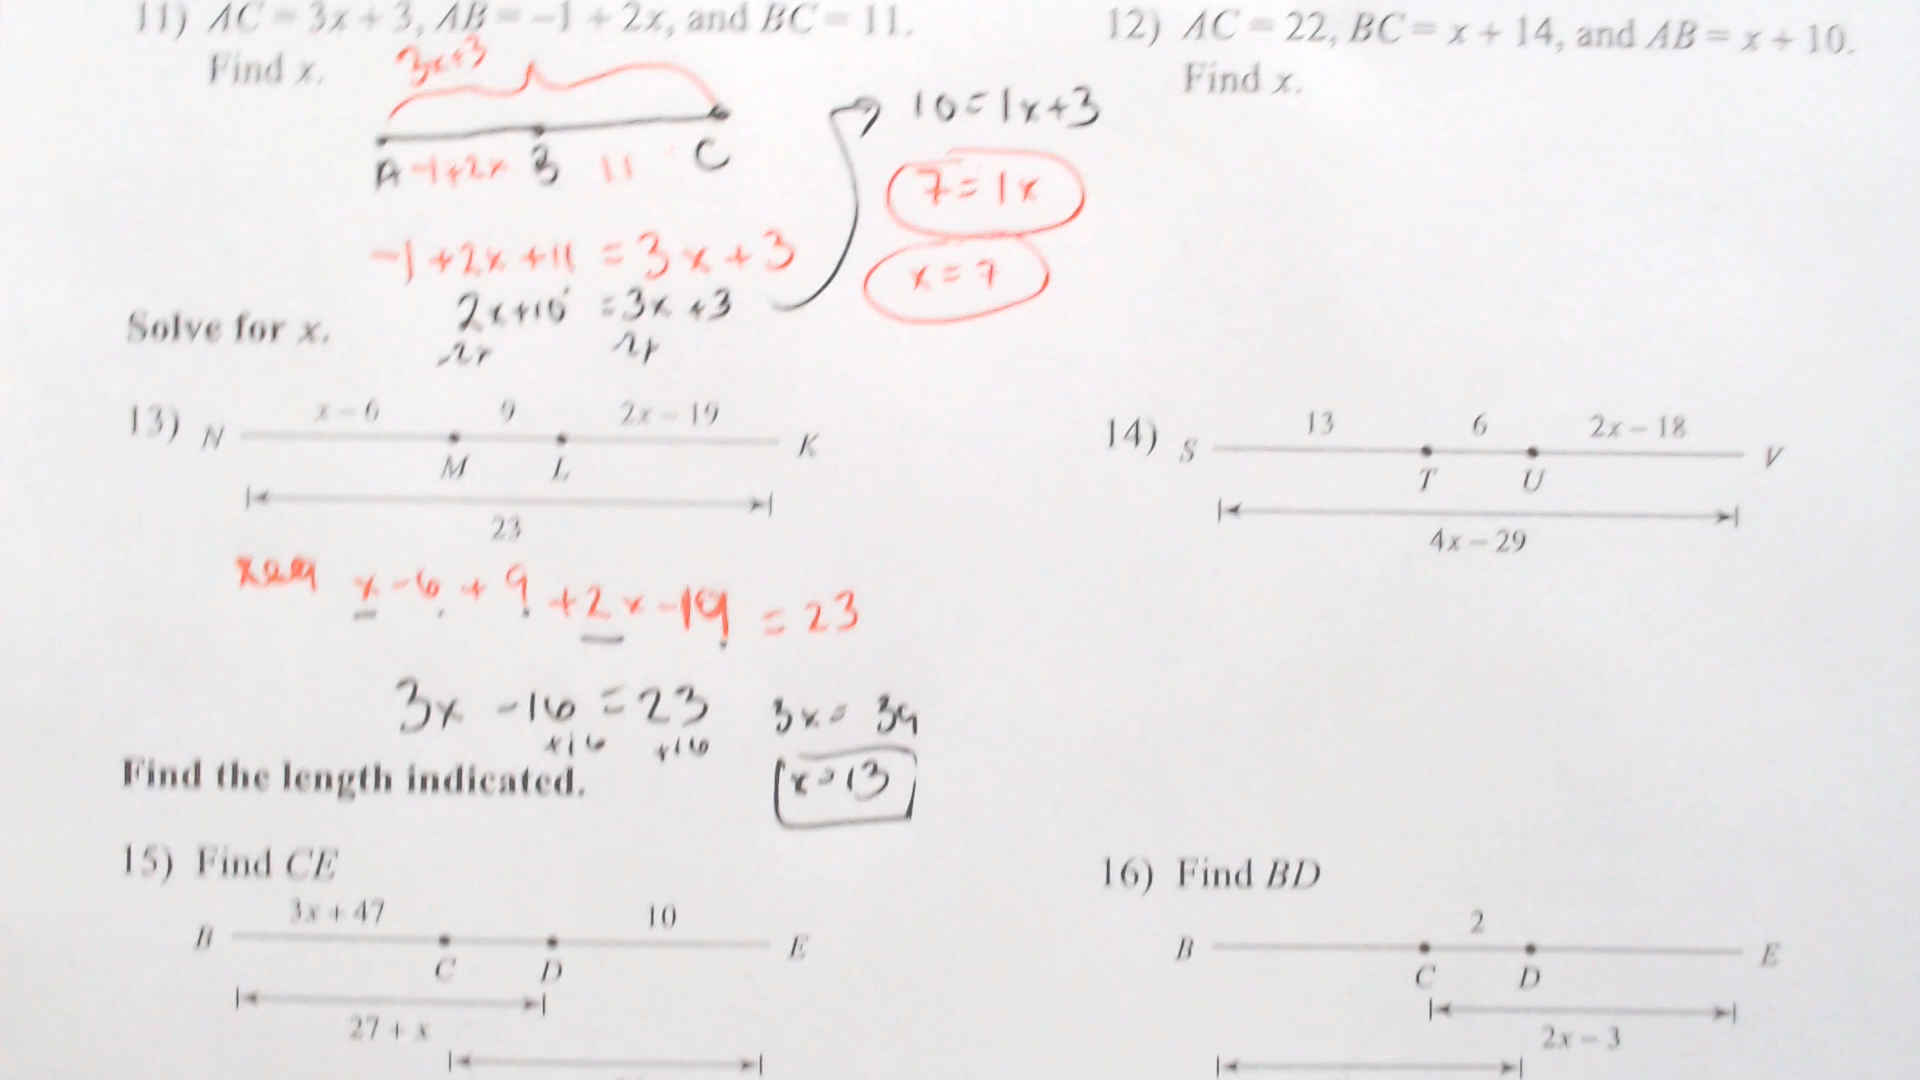 11) AC = 3x + 3, AB = −1 + 2x, and BC = 11.
Find x.
3x+3
A -1+2x B 11 C
-1+2x+11 = 3x+3
2x+10 = 3x+3
10=1x+3
7=1x
x=7
12) AC = 22, BC = x + 14, and AB = x + 10.
Find x.
Solve for x.
13) N x − 6 9 2x − 19 K
M L
23
x-6+9+2x-19=23
3x-16=23
+16 +16
3x=39
x=13
14) S 13 6 2x − 18 V
T U
4x − 29
Find the length indicated.
15) Find CE
3x + 47 10
B C D E
27 + x
16) Find BD
2
B C D E
2x − 3